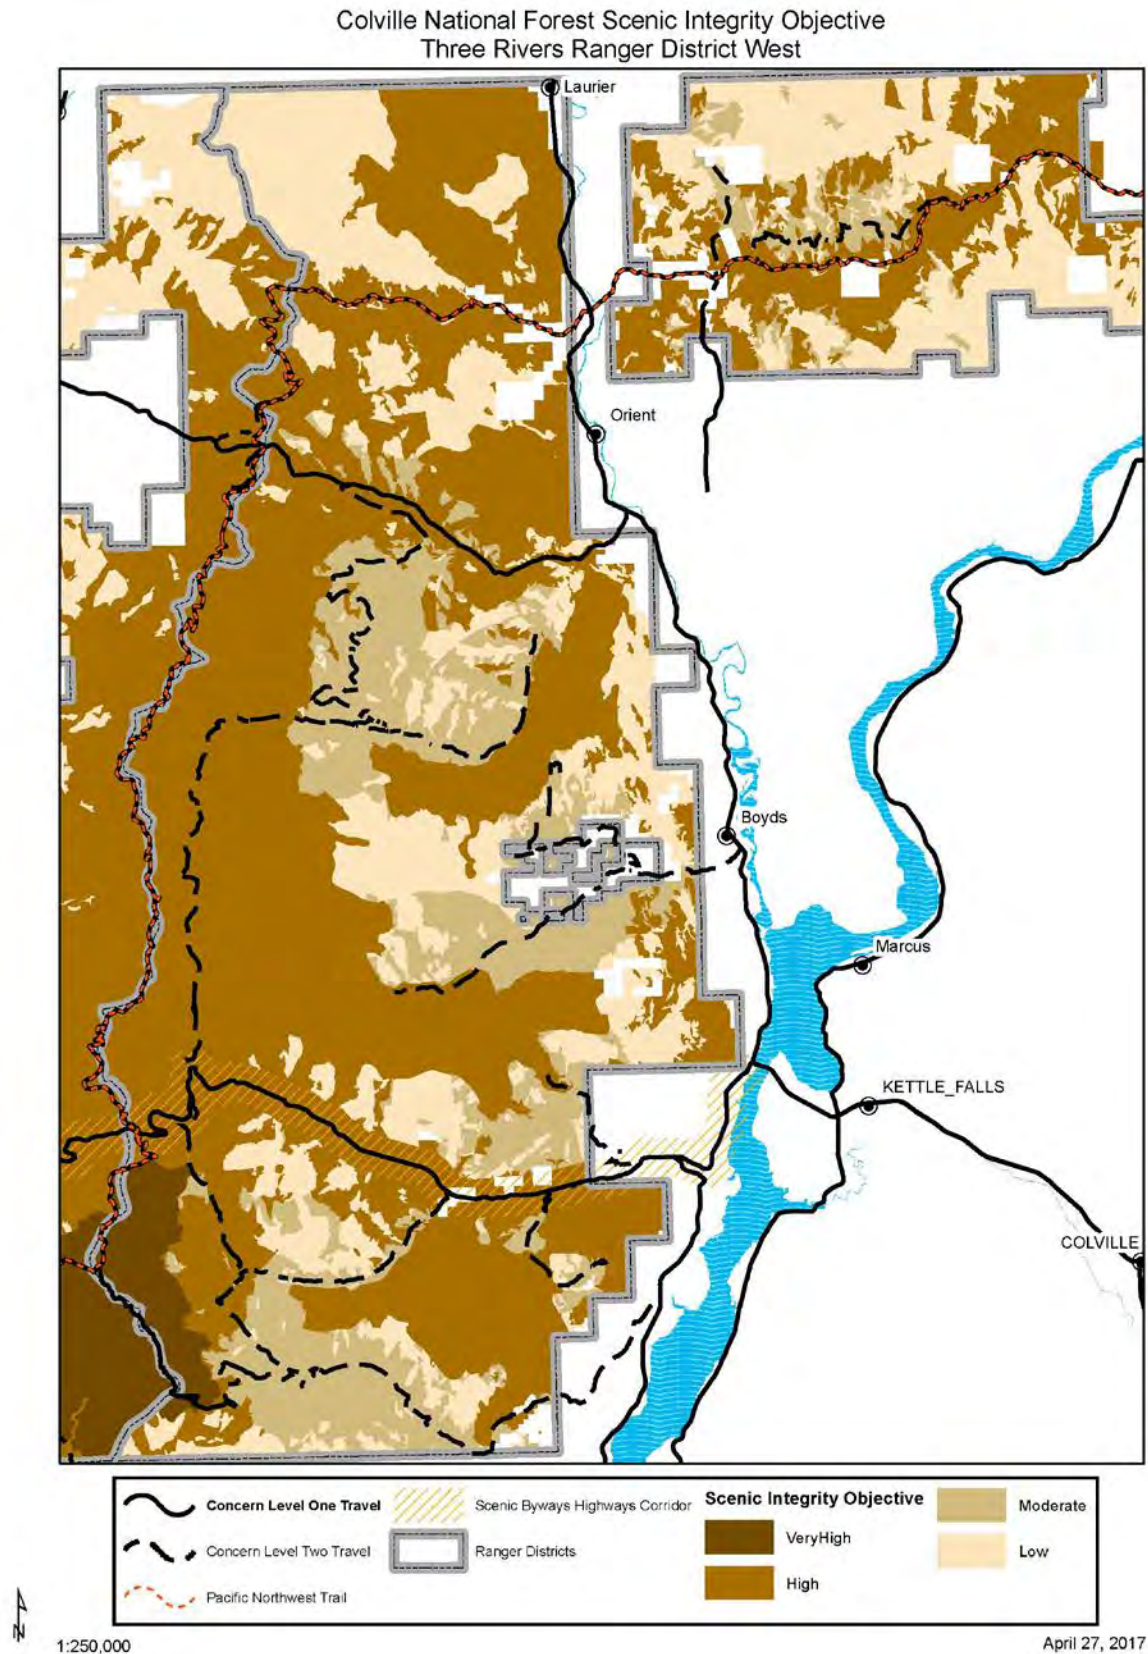 Colville National Forest Scenic Integrity Objective
Three Rivers Ranger District West
Laurier
Orient
Boyds
Marcus
KETTLE_FALLS
COLVILLE
Concern Level One Travel
Concern Level Two Travel
Pacific Northwest Trail
Scenic Byways Highways Corridor
Ranger Districts
Scenic Integrity Objective
VeryHigh
High
Moderate
Low
N
1:250,000
April 27, 2017